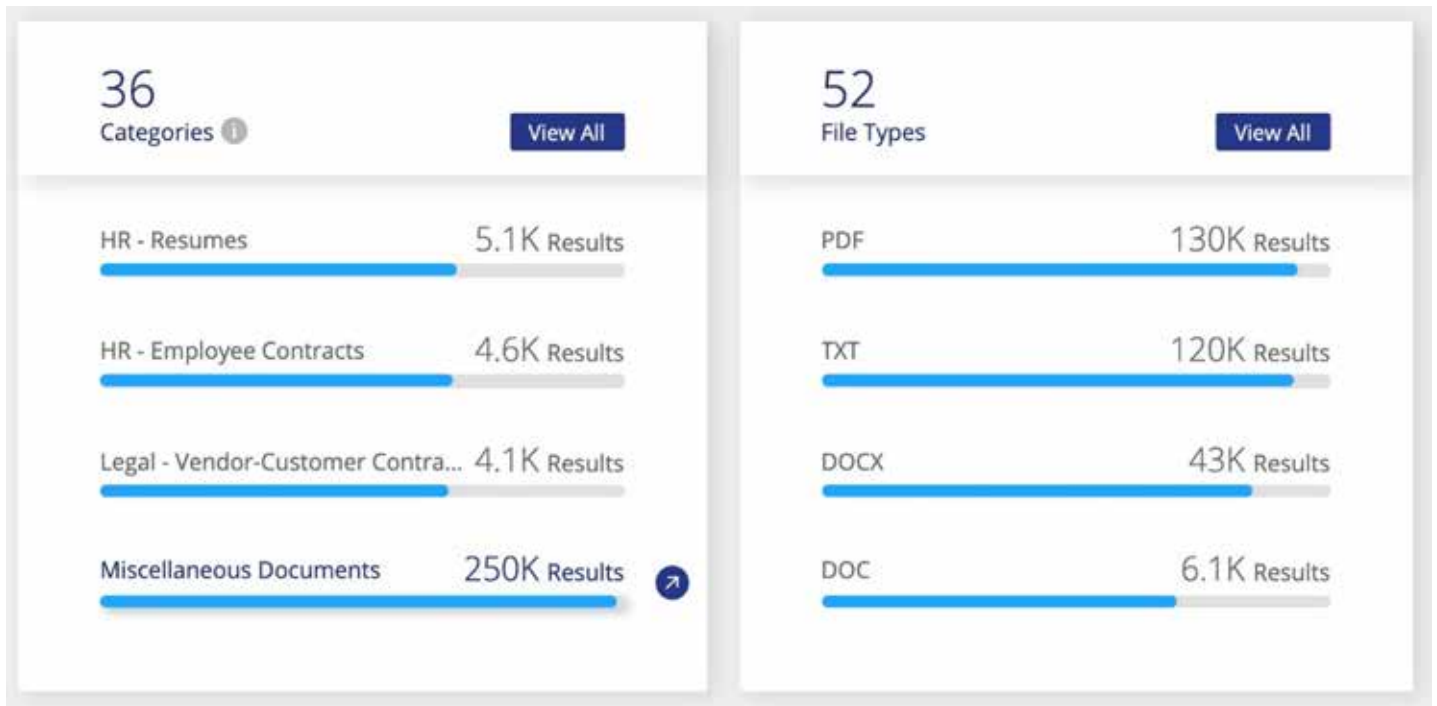 36
Categories i
View All
HR - Resumes 5.1K Results
HR - Employee Contracts 4.6K Results
Legal - Vendor-Customer Contra... 4.1K Results
Miscellaneous Documents 250K Results
52
File Types
View All
PDF 130K Results
TXT 120K Results
DOCX 43K Results
DOC 6.1K Results